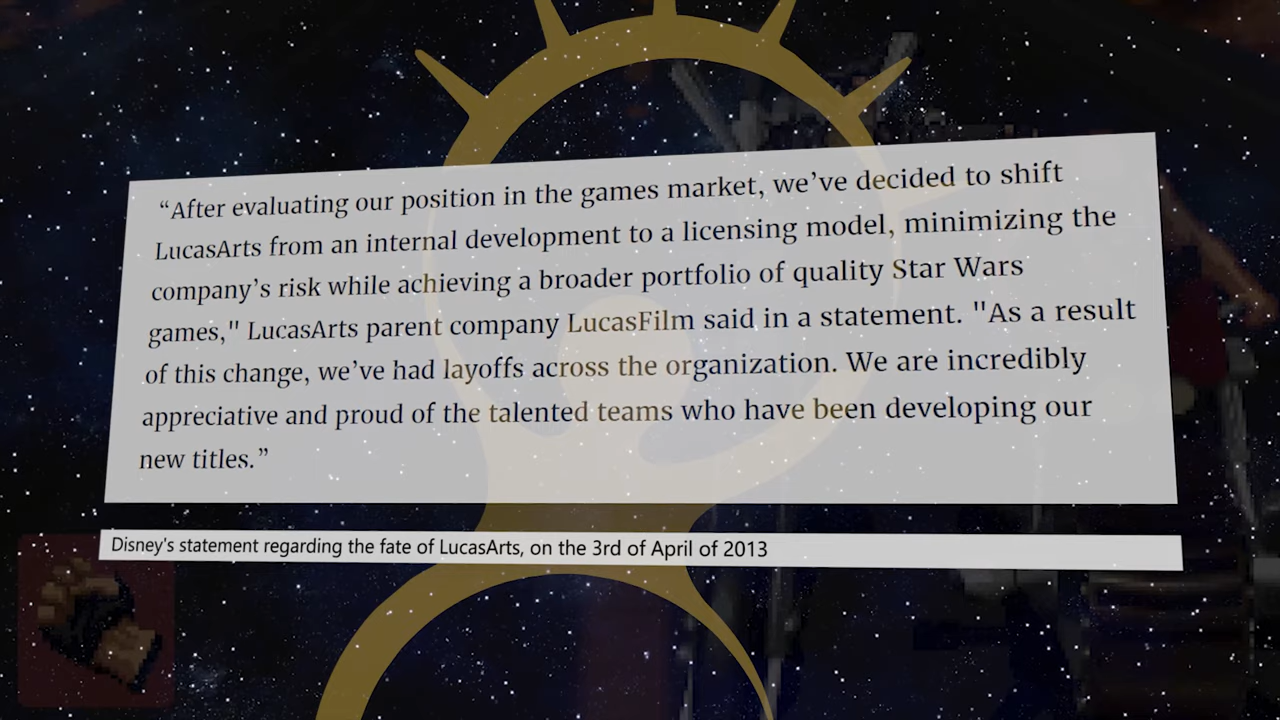 “After evaluating our position in the games market, we’ve decided to shift
LucasArts from an internal development to a licensing model, minimizing the
company’s risk while achieving a broader portfolio of quality Star Wars
games," LucasArts parent company LucasFilm said in a statement. "As a result
of this change, we’ve had layoffs across the organization. We are incredibly
appreciative and proud of the talented teams who have been developing our
new titles.”
Disney's statement regarding the fate of LucasArts, on the 3rd of April of 2013